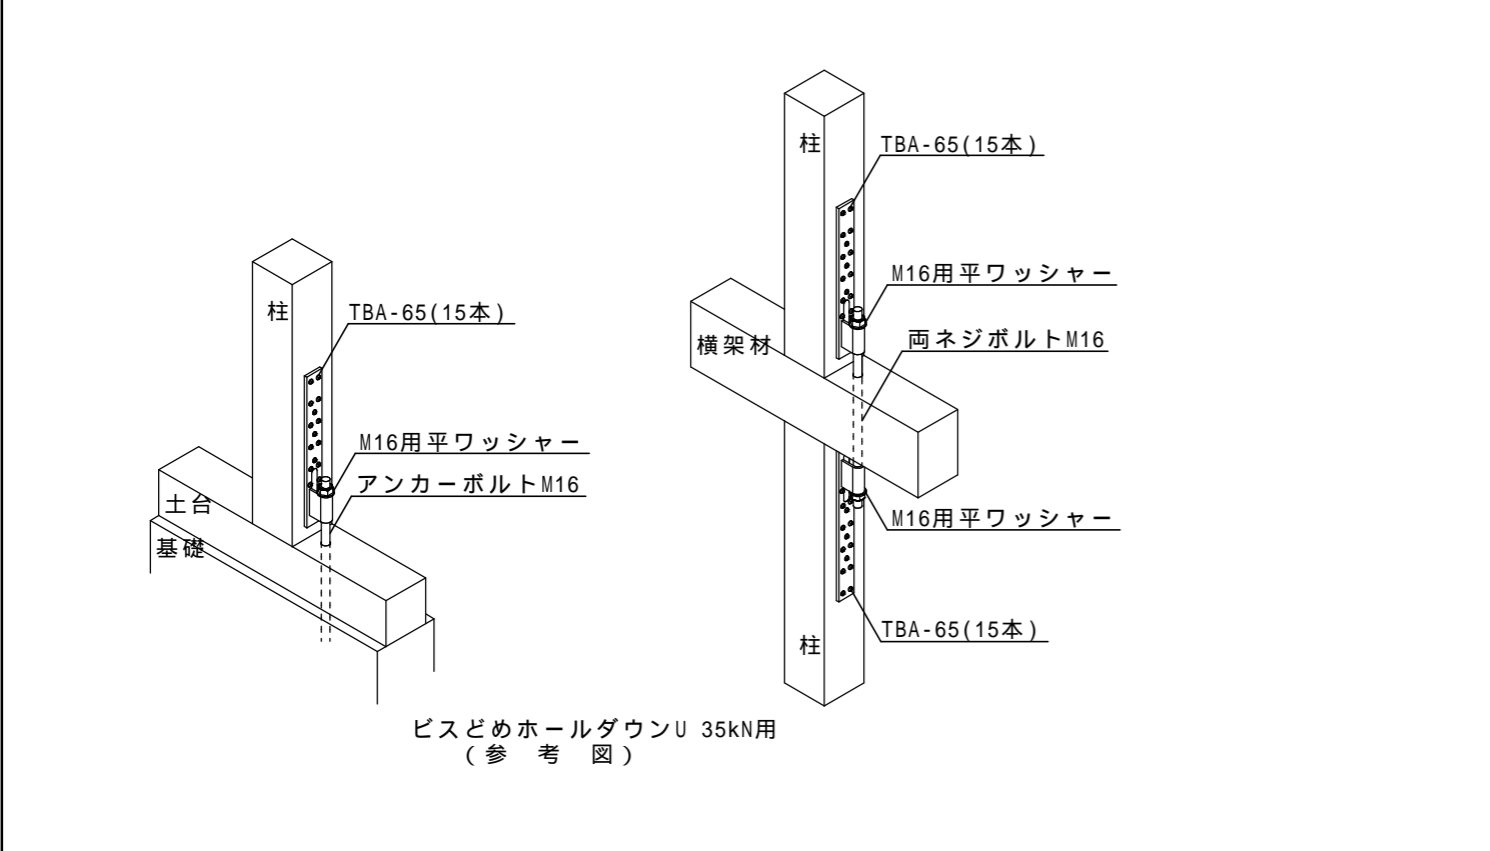 柱
TBA-65(15本)
M16用平ワッシャー
アンカーボルトM16
土台
基礎
柱
TBA-65(15本)
M16用平ワッシャー
両ネジボルトM16
横架材
M16用平ワッシャー
TBA-65(15本)
柱
ビスどめホールダウンU 35kN用
(参 考 図)